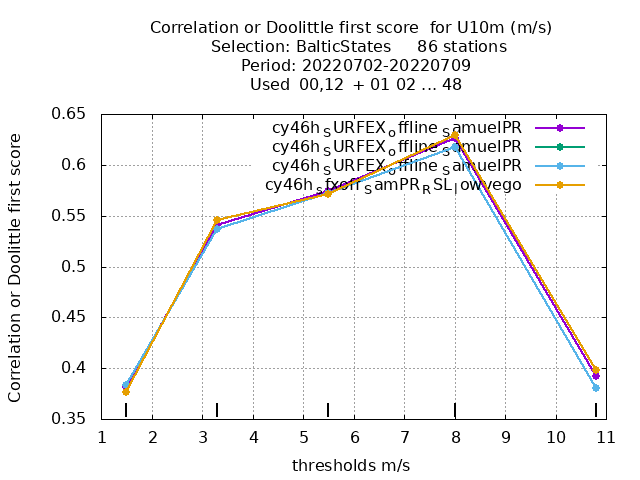 Correlation or Doolittle first score  for U10m (m/s)
Selection: BalticStates     86 stations
Period: 20220702-20220709
Used  00,12  + 01 02 ... 48
Correlation or Doolittle first score
0.65
0.6
0.55
0.5
0.45
0.4
0.35
cy46h_SURFEX_offline_SamuelPR
cy46h_SURFEX_offline_SamuelPR
cy46h_SURFEX_offline_SamuelPR
cy46h_sfxoff_SamPR_RSL_lowvego
1 2 3 4 5 6 7 8 9 10 11
thresholds m/s